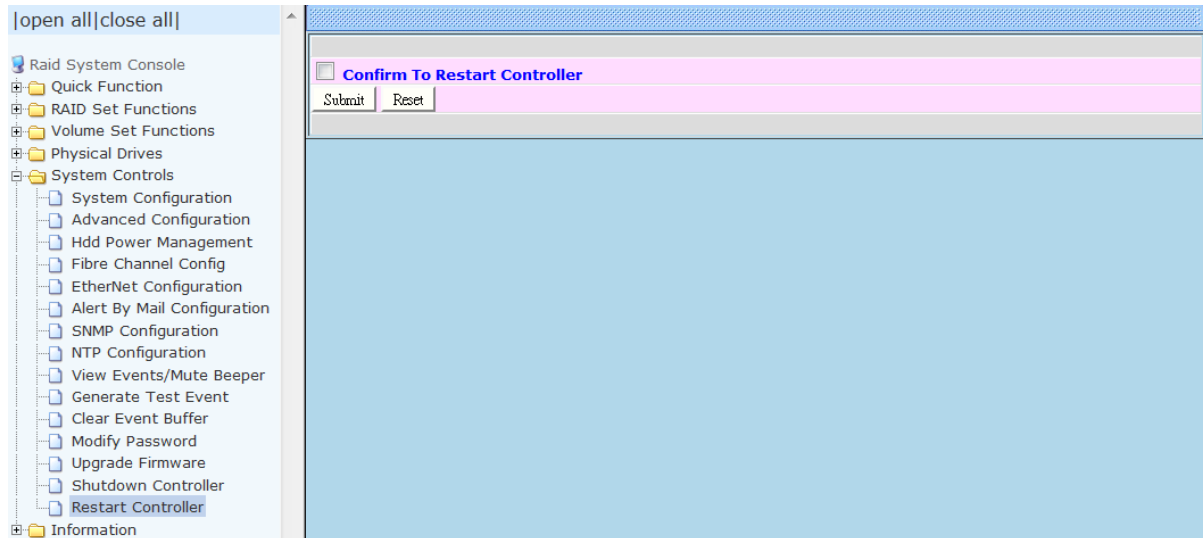 |open all|close all|
Raid System Console
Quick Function
RAID Set Functions
Volume Set Functions
Physical Drives
System Controls
System Configuration
Advanced Configuration
Hdd Power Management
Fibre Channel Config
EtherNet Configuration
Alert By Mail Configuration
SNMP Configuration
NTP Configuration
View Events/Mute Beeper
Generate Test Event
Clear Event Buffer
Modify Password
Upgrade Firmware
Shutdown Controller
Restart Controller
Information
Confirm To Restart Controller
Submit Reset